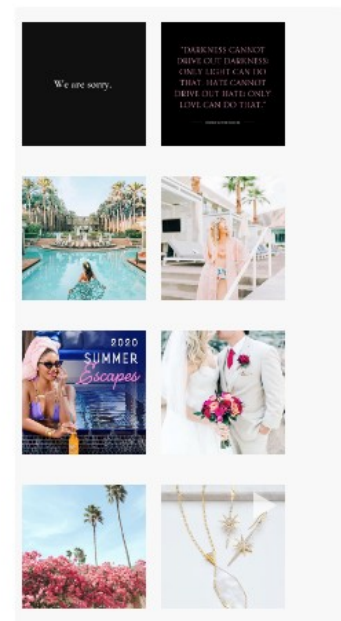 We are sorry.
"DARKNESS CANNOT
DRIVE OUT DARKNESS:
ONLY LIGHT CAN DO
THAT. HATE CANNOT
DRIVE OUT HATE: ONLY
LOVE CAN DO THAT."
2020
SUMMER
Escapes